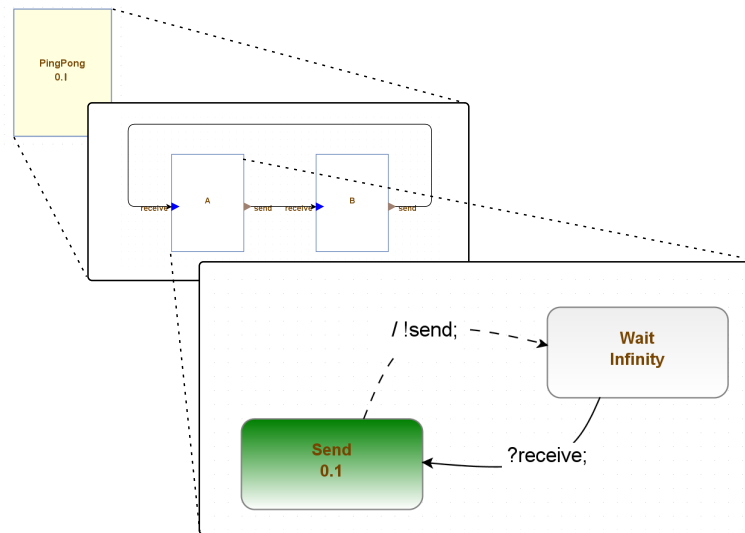 PingPong
0.1
A
B
receive
send
receive
send
/ !send;
Wait
Infinity
Send
0.1
?receive;